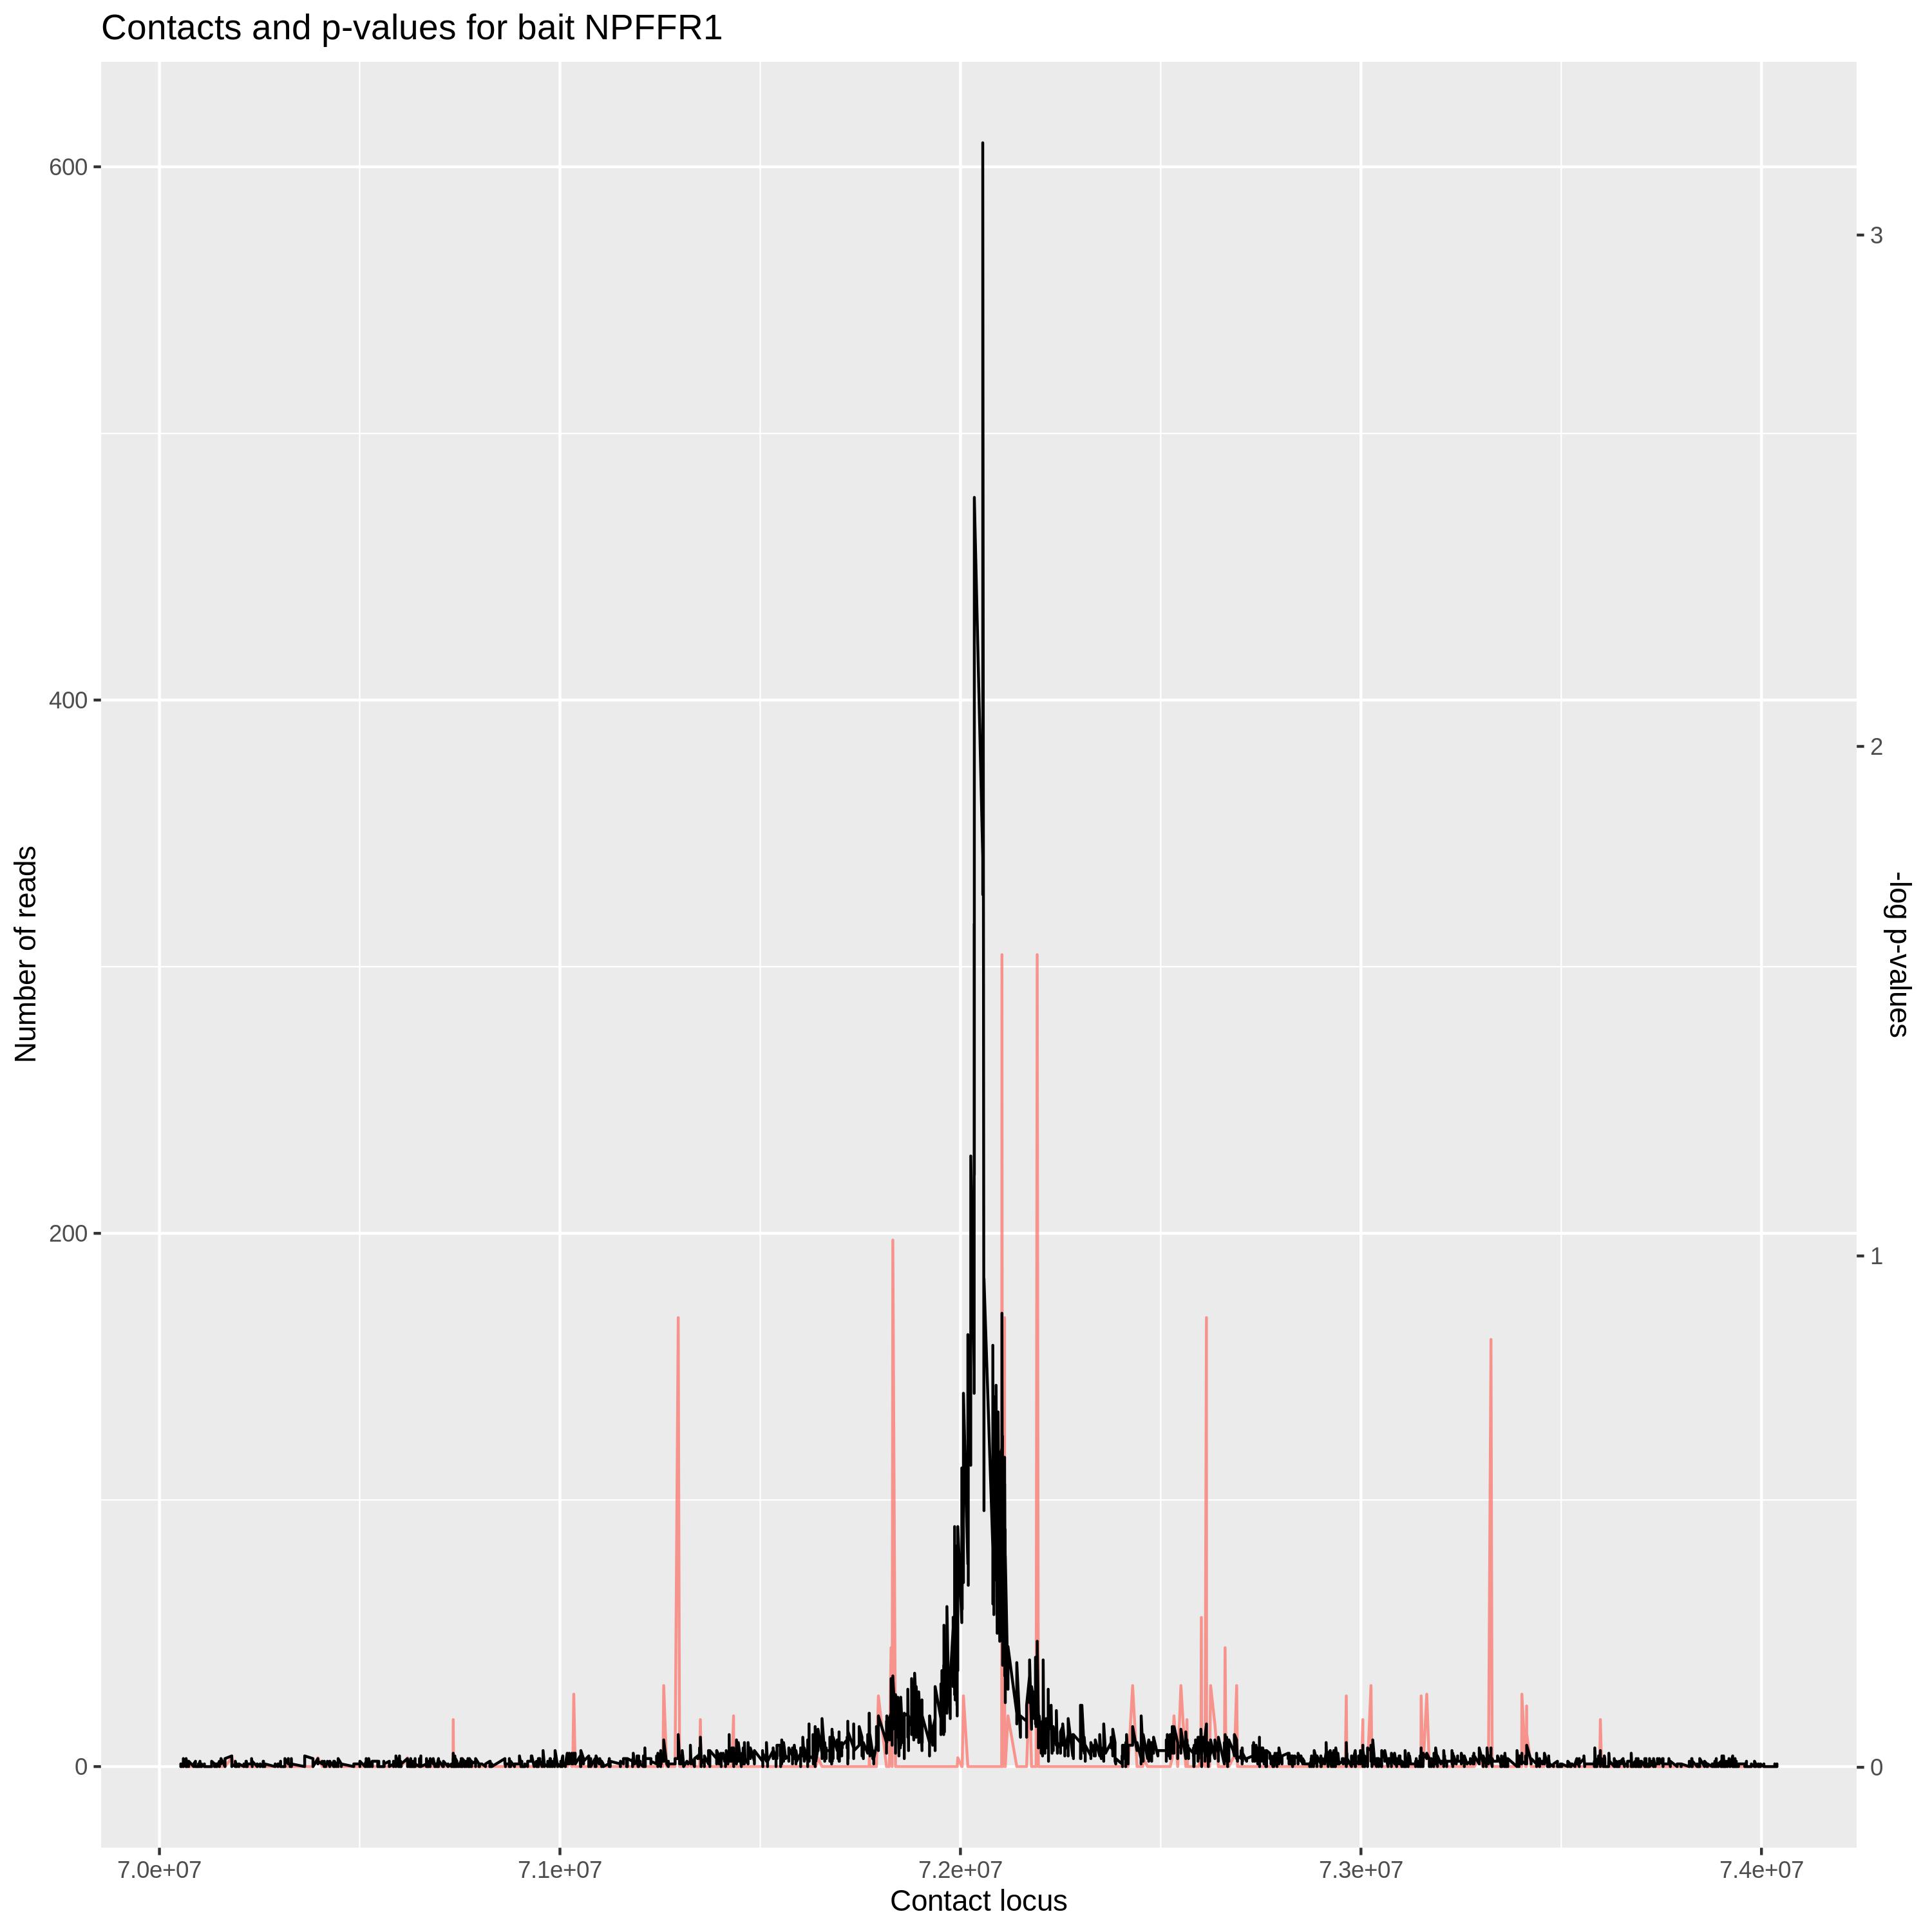 Contacts and p-values for bait NPFFR1
600
400
200
0
3
2
1
0
Number of reads
-log p-values
7.0e+07
7.1e+07
7.2e+07
7.3e+07
7.4e+07
Contact locus